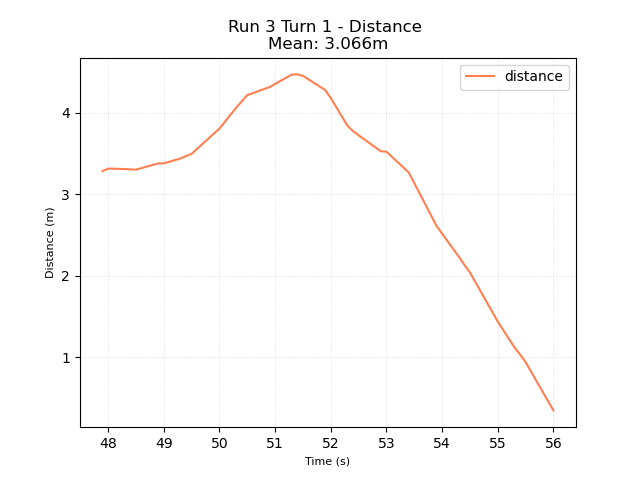 Run 3 Turn 1 - Distance
Mean: 3.066m
distance
Distance (m)
4
3
2
1
48 49 50 51 52 53 54 55 56
Time (s)